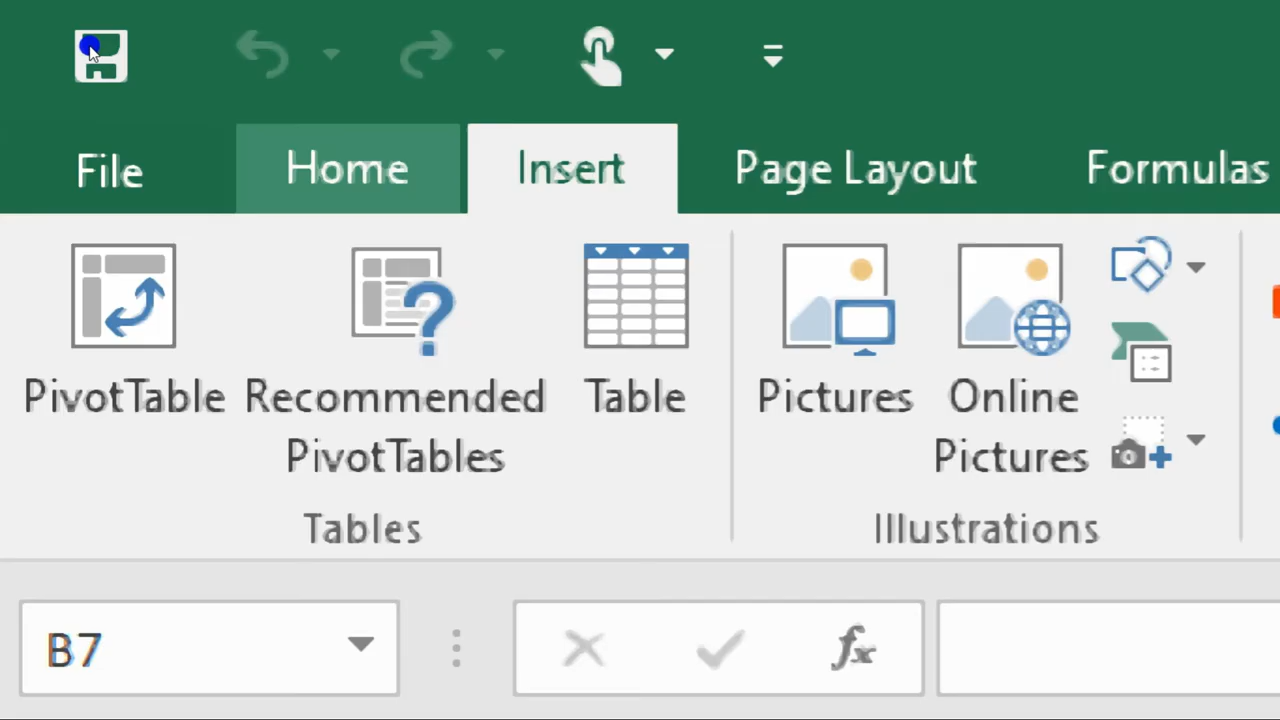 File Home Insert Page Layout Formulas
PivotTable Recommended PivotTables Table Pictures Online Pictures
Tables Illustrations
B7 fx